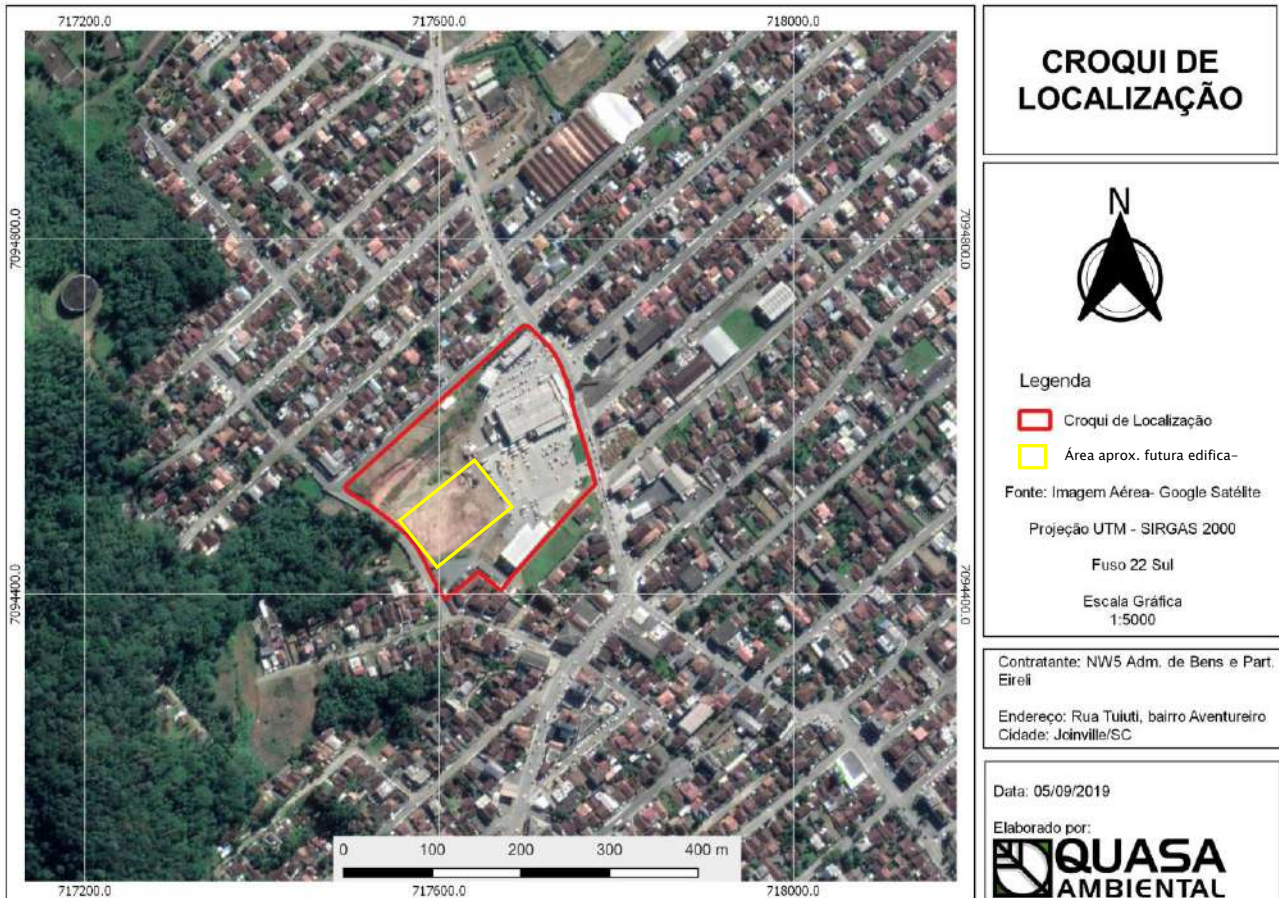 717200.0
717600.0
718000.0
7094800.0
7094800.0
7094400.0
7094400.0
0 100 200 300 400 m
717200.0
717600.0
718000.0
CROQUI DE
LOCALIZAÇÃO
N
Legenda
Croqui de Localização
Área aprox. futura edifica-
Fonte: Imagem Aérea- Google Satélite
Projeção UTM - SIRGAS 2000
Fuso 22 Sul
Escala Gráfica
1:5000
Contratante: NW5 Adm. de Bens e Part.
Eireli
Endereço: Rua Tuiuti, bairro Aventureiro
Cidade: Joinville/SC
Data: 05/09/2019
Elaborado por:
QUASA
AMBIENTAL